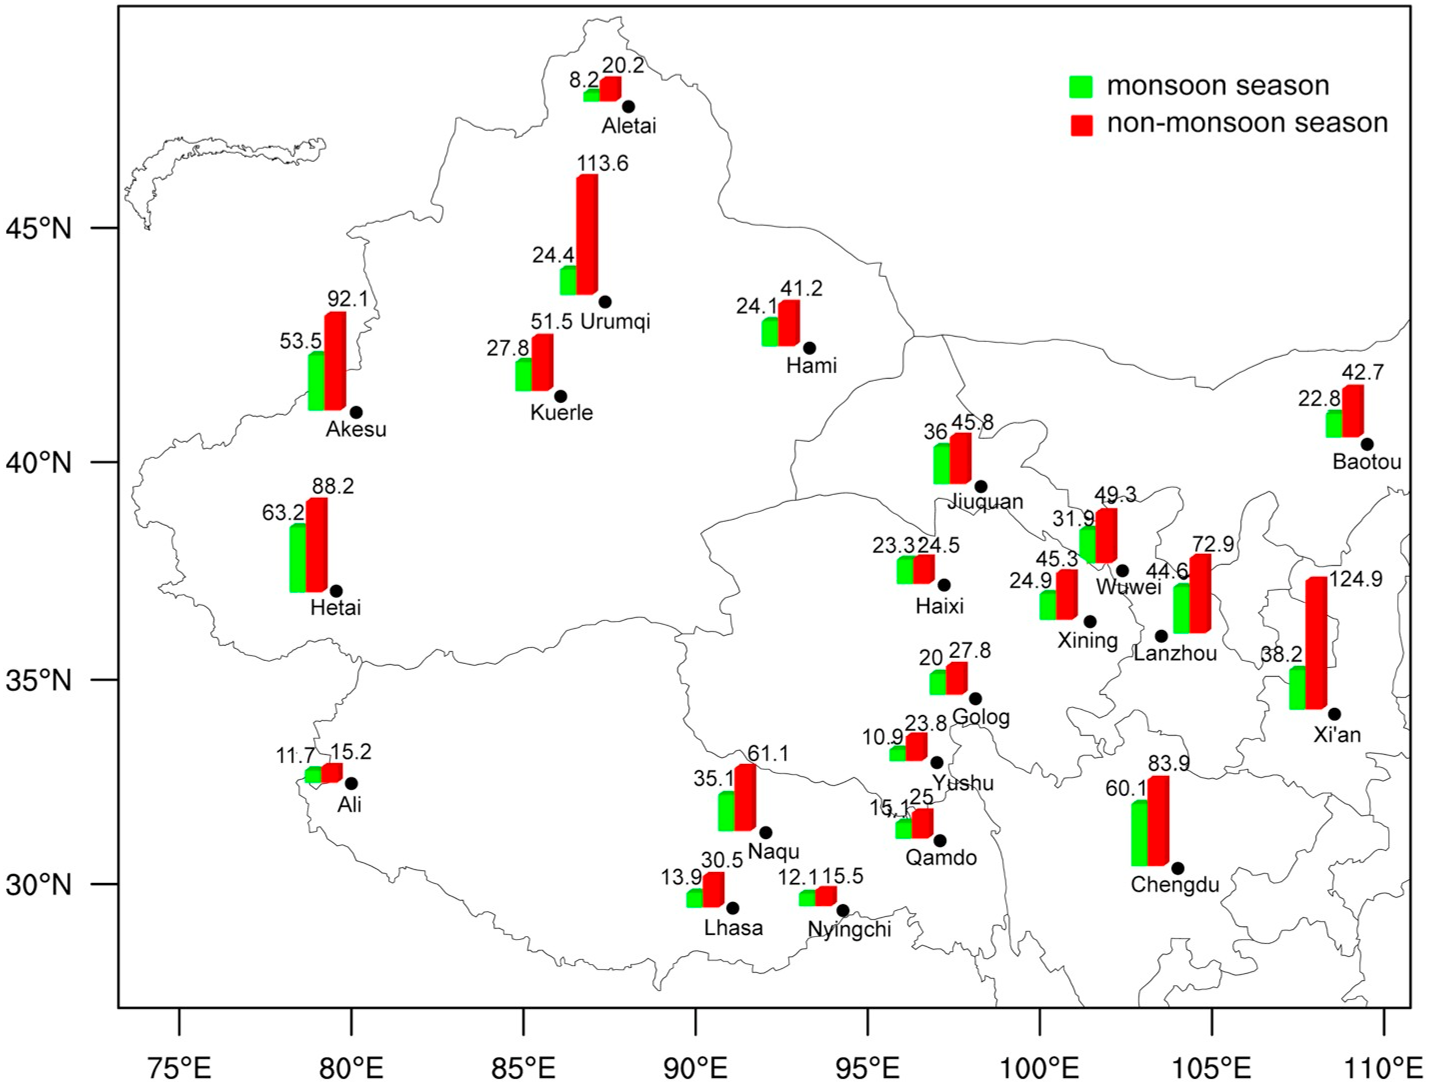 20.2
8.2
Aletai
monsoon season
non-monsoon season
113.6
24.4
Urumqi
45°N
92.1
53.5
Akesu
51.5
27.8
Kuerle
41.2
24.1
Hami
42.7
22.8
Baotou
40°N
45.8
36
Jiuquan
88.2
63.2
Hetai
49.3
31.9
Wuwei
23.3
24.5
Haixi
45.3
24.9
Xining
72.9
44.6
Lanzhou
124.9
38.2
Xi'an
35°N
27.8
20
Golog
23.8
10.9
Yushu
11.7
15.2
Ali
61.1
35.1
Naqu
25
15.1
Qamdo
83.9
60.1
Chengdu
30°N
30.5
13.9
Lhasa
12.1
15.5
Nyingchi
75°E 80°E 85°E 90°E 95°E 100°E 105°E 110°E